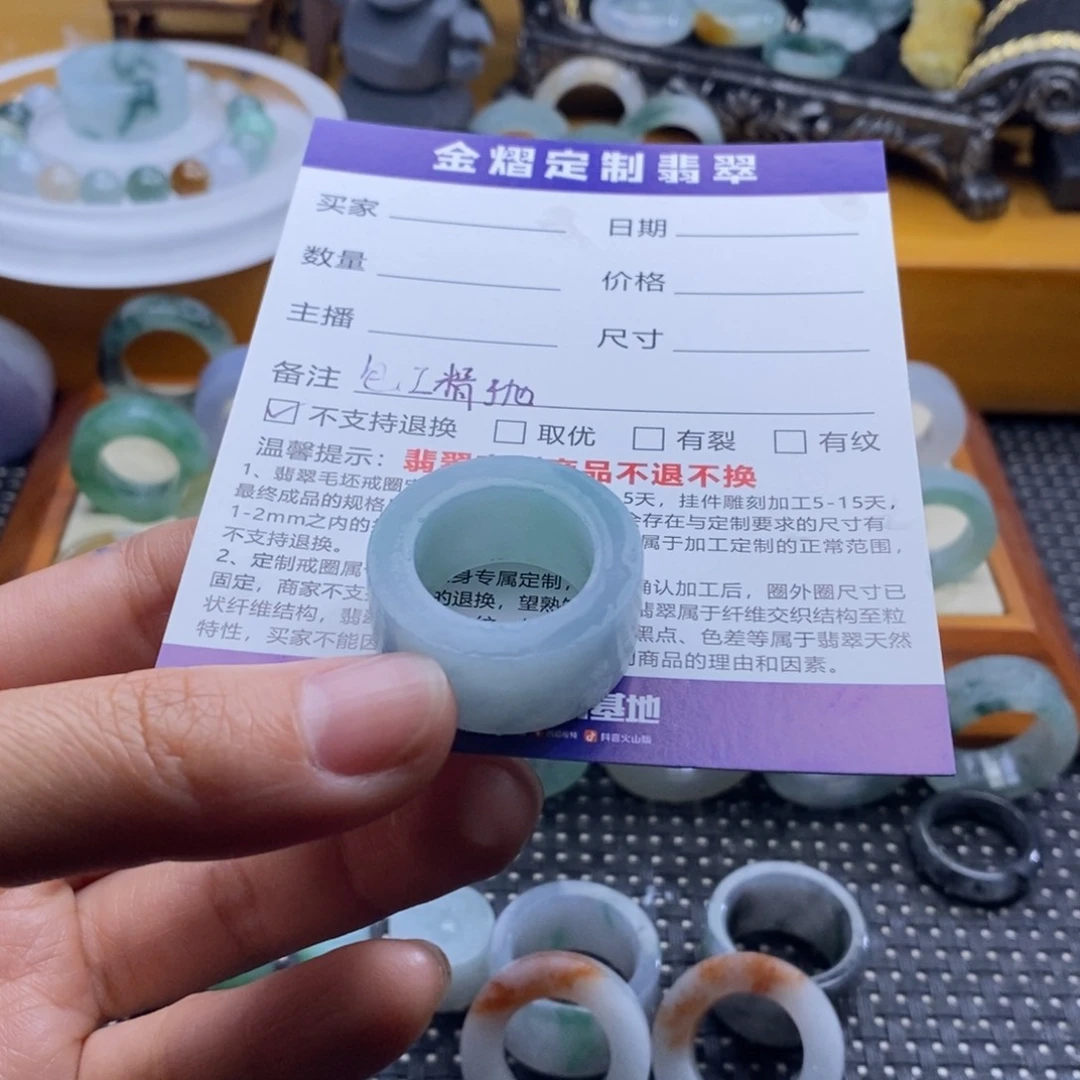 金熠定制翡翠
买家 日期
数量 价格
主播 尺寸
备注 包工精抛
不支持退换 取优 有裂 有纹
温馨提示：翡翠 商品不退不换
1、翡翠毛坯戒圈 5天，挂件雕刻加工5-15天，
最终成品的规格 存在与定制要求的尺寸有
1-2mm之内的 属于加工定制的正常范围，
不支持退换。
2、定制戒圈属 身专属定制， 确认加工后，圈外圈尺寸已
固定，商家不支 的退换，望熟 翡翠属于纤维交织结构至粒
状纤维结构，翡 黑点、色差等属于翡翠天然
特性，买家不能因 商品的理由和因素。
基地
抖音火山版